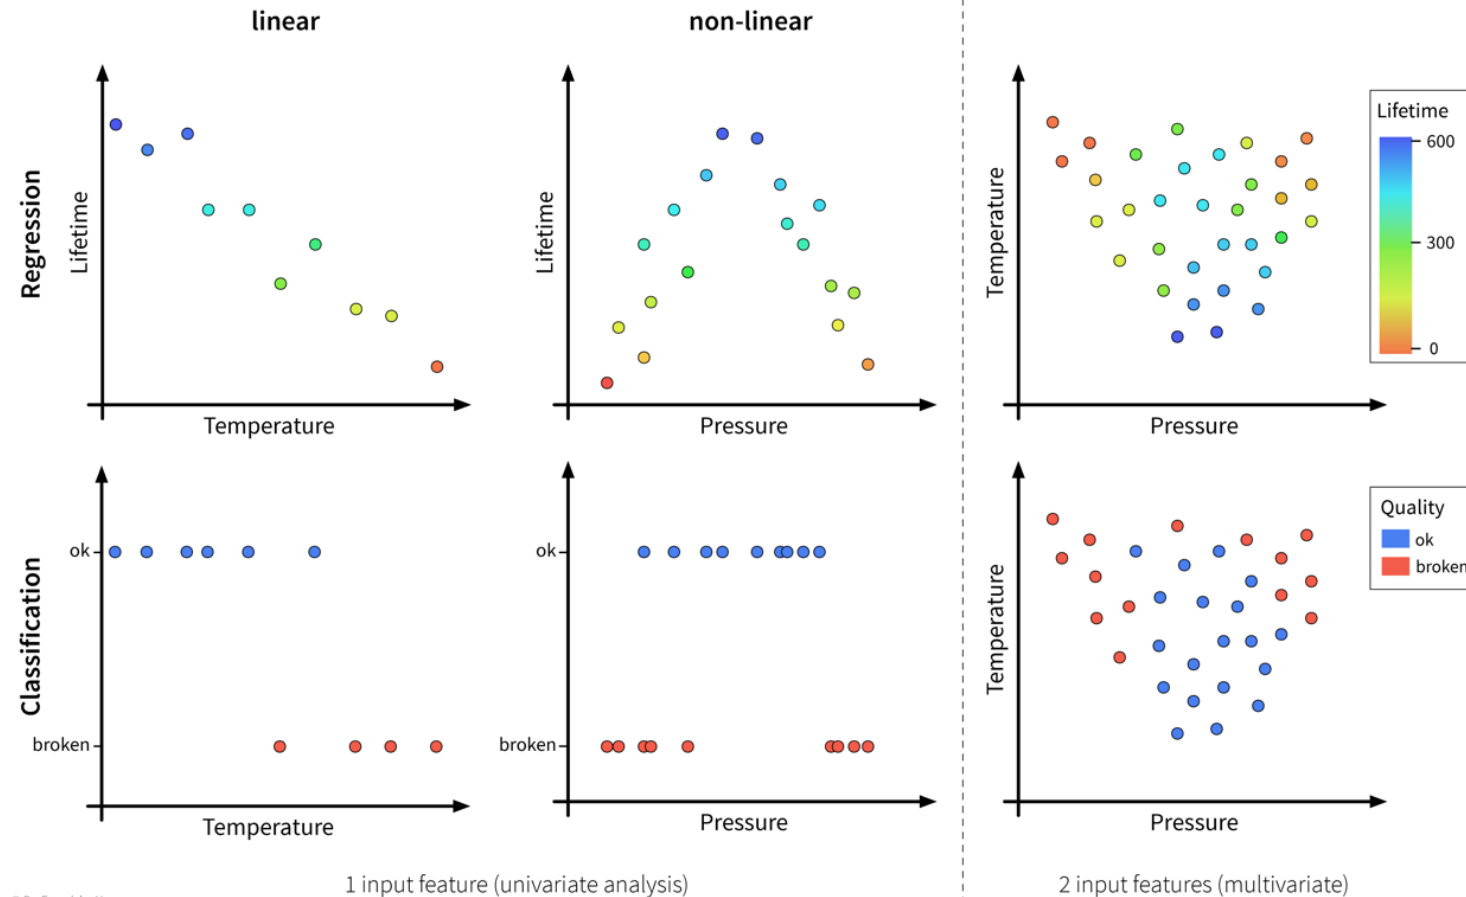 linear
non-linear
Regression
Lifetime
Temperature
Lifetime
Pressure
Temperature
Pressure
Lifetime
600
300
0
Classification
ok
broken
Temperature
ok
broken
Pressure
Temperature
Pressure
Quality
ok
broken
1 input feature (univariate analysis)
2 input features (multivariate)